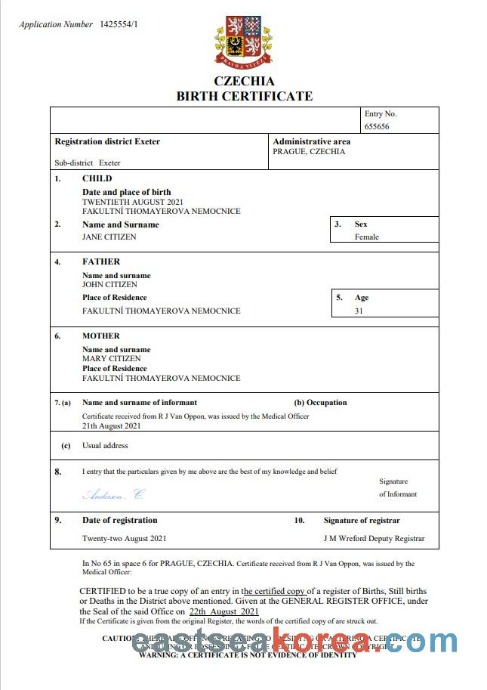 Application Number 1425554/1
PRAVDA VÍTĚZÍ
CZECHIA
BIRTH CERTIFICATE
Entry No.
655656
Registration district Exeter
Sub-district Exeter
Administrative area
PRAGUE, CZECHIA
1. CHILD
Date and place of birth
TWENTIETH AUGUST 2021
FAKULTNÍ THOMAYEROVA NEMOCNICE
2. Name and Surname
JANE CITIZEN
3. Sex
Female
4. FATHER
Name and surname
JOHN CITIZEN
Place of Residence
FAKULTNÍ THOMAYEROVA NEMOCNICE
5. Age
31
6. MOTHER
Name and surname
MARY CITIZEN
Place of Residence
FAKULTNÍ THOMAYEROVA NEMOCNICE
7. (a) Name and surname of informant (b) Occupation
Certificate received from R J Van Oppon, was issued by the Medical Officer
21th August 2021
(c) Usual address
8. I entry that the particulars given by me above are the best of my knowledge and belief
Anderson. C.
Signature
of Informant
9. Date of registration 10. Signature of registrar
Twenty-two August 2021 J M Wreford Deputy Registrar
In No 65 in space 6 for PRAGUE, CZECHIA. Certificate received from R J Van Oppon, was issued by the
Medical Officer:
CERTIFIED to be a true copy of an entry in the certified copy of a register of Births, Still births
or Deaths in the District above mentioned. Given at the GENERAL REGISTER OFFICE, under
the Seal of the said Office on 22th August 2021
If the Certificate is given from the original Register, the words of the certified copy of are struck out.
WARNING: A CERTIFICATE IS NOT EVIDENCE OF IDENTITY
eastseakorea.com